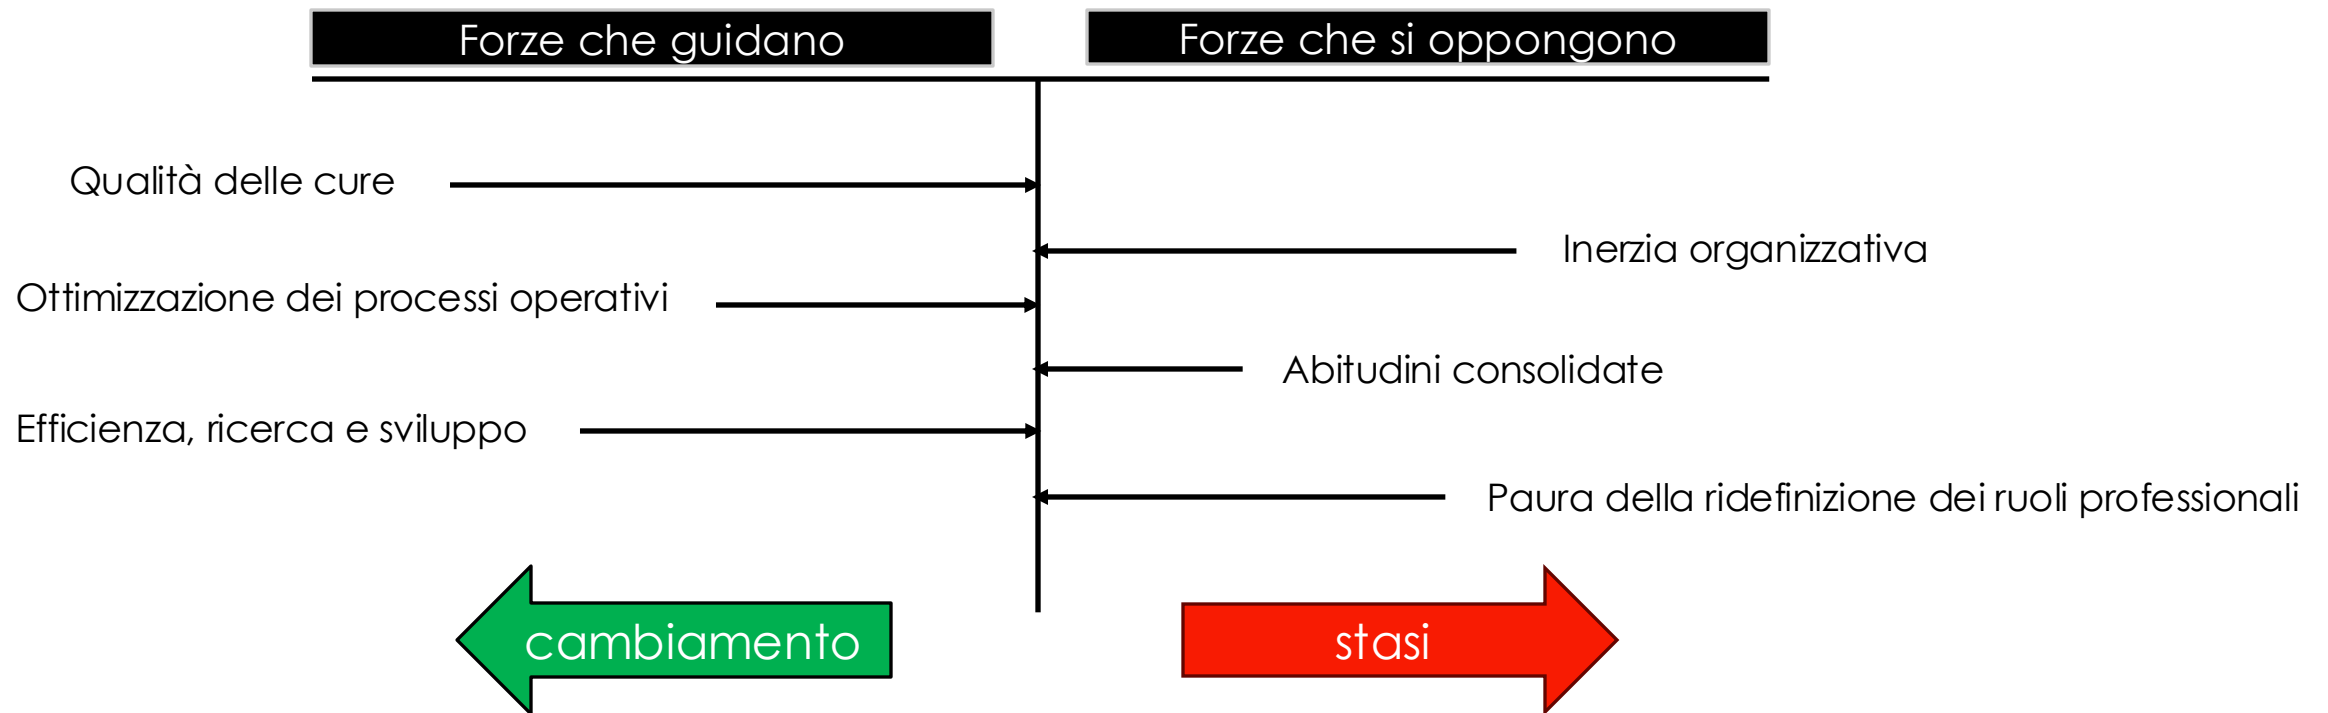 Forze che guidano
Forze che si oppongono
Qualità delle cure
Inerzia organizzativa
Ottimizzazione dei processi operativi
Abitudini consolidate
Efficienza, ricerca e sviluppo
Paura della ridefinizione dei ruoli professionali
cambiamento
stasi